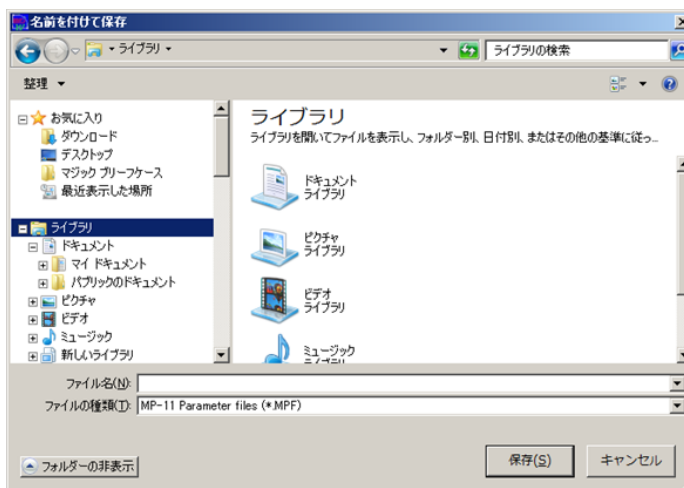 名前を付けて保存
ライブラリ
ライブラリの検索
整理
お気に入り
ダウンロード
デスクトップ
マジック ブリーフケース
最近表示した場所
ライブラリ
ドキュメント
マイ ドキュメント
パブリックのドキュメント
ピクチャ
ビデオ
ミュージック
新しいライブラリ
ライブラリ
ライブラリを開いてファイルを表示し、フォルダー別、日付別、またはその他の基準に従っ...
ドキュメント
ライブラリ
ピクチャ
ライブラリ
ビデオ
ライブラリ
ミュージック
ライブラリ
ファイル名(N):
ファイルの種類(T): MP-11 Parameter files (*.MPF)
フォルダーの非表示
保存(S)
キャンセル